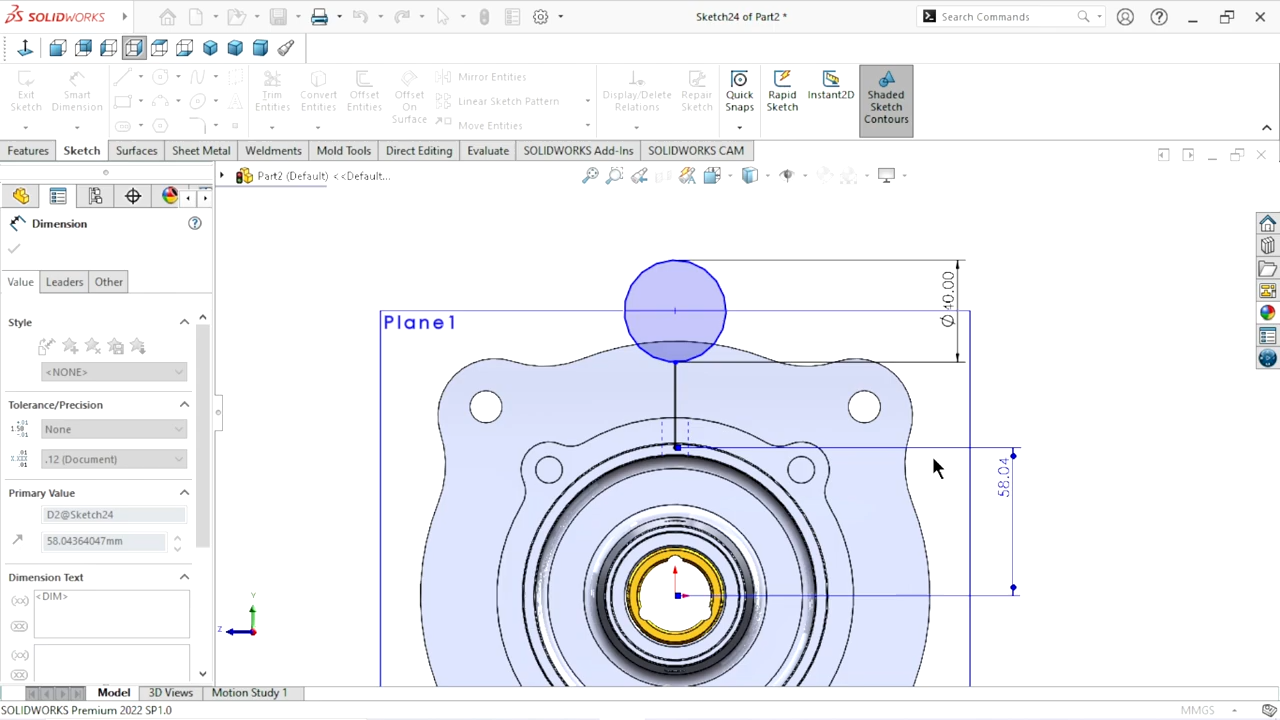 SOLIDWORKS
Sketch24 of Part2 *
Search Commands
Exit Sketch
Smart Dimension
Trim Entities
Convert Entities
Offset Entities
Offset On Surface
Mirror Entities
Linear Sketch Pattern
Move Entities
Display/Delete Relations
Repair Sketch
Quick Snaps
Rapid Sketch
Instant2D
Shaded Sketch Contours
Features
Sketch
Surfaces
Sheet Metal
Weldments
Mold Tools
Direct Editing
Evaluate
SOLIDWORKS Add-Ins
SOLIDWORKS CAM
Part2 (Default) <<Default...
Dimension
Value
Leaders
Other
Style
<NONE>
Tolerance/Precision
None
.12 (Document)
Primary Value
D2@Sketch24
58.04364047mm
Dimension Text
<DIM>
Plane1
Ø40.00
58.04
Y
Z
Model
3D Views
Motion Study 1
SOLIDWORKS Premium 2022 SP1.0
MMGS